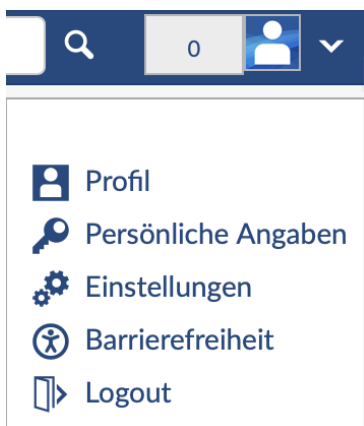 0
Profil
Persönliche Angaben
Einstellungen
Barrierefreiheit
Logout